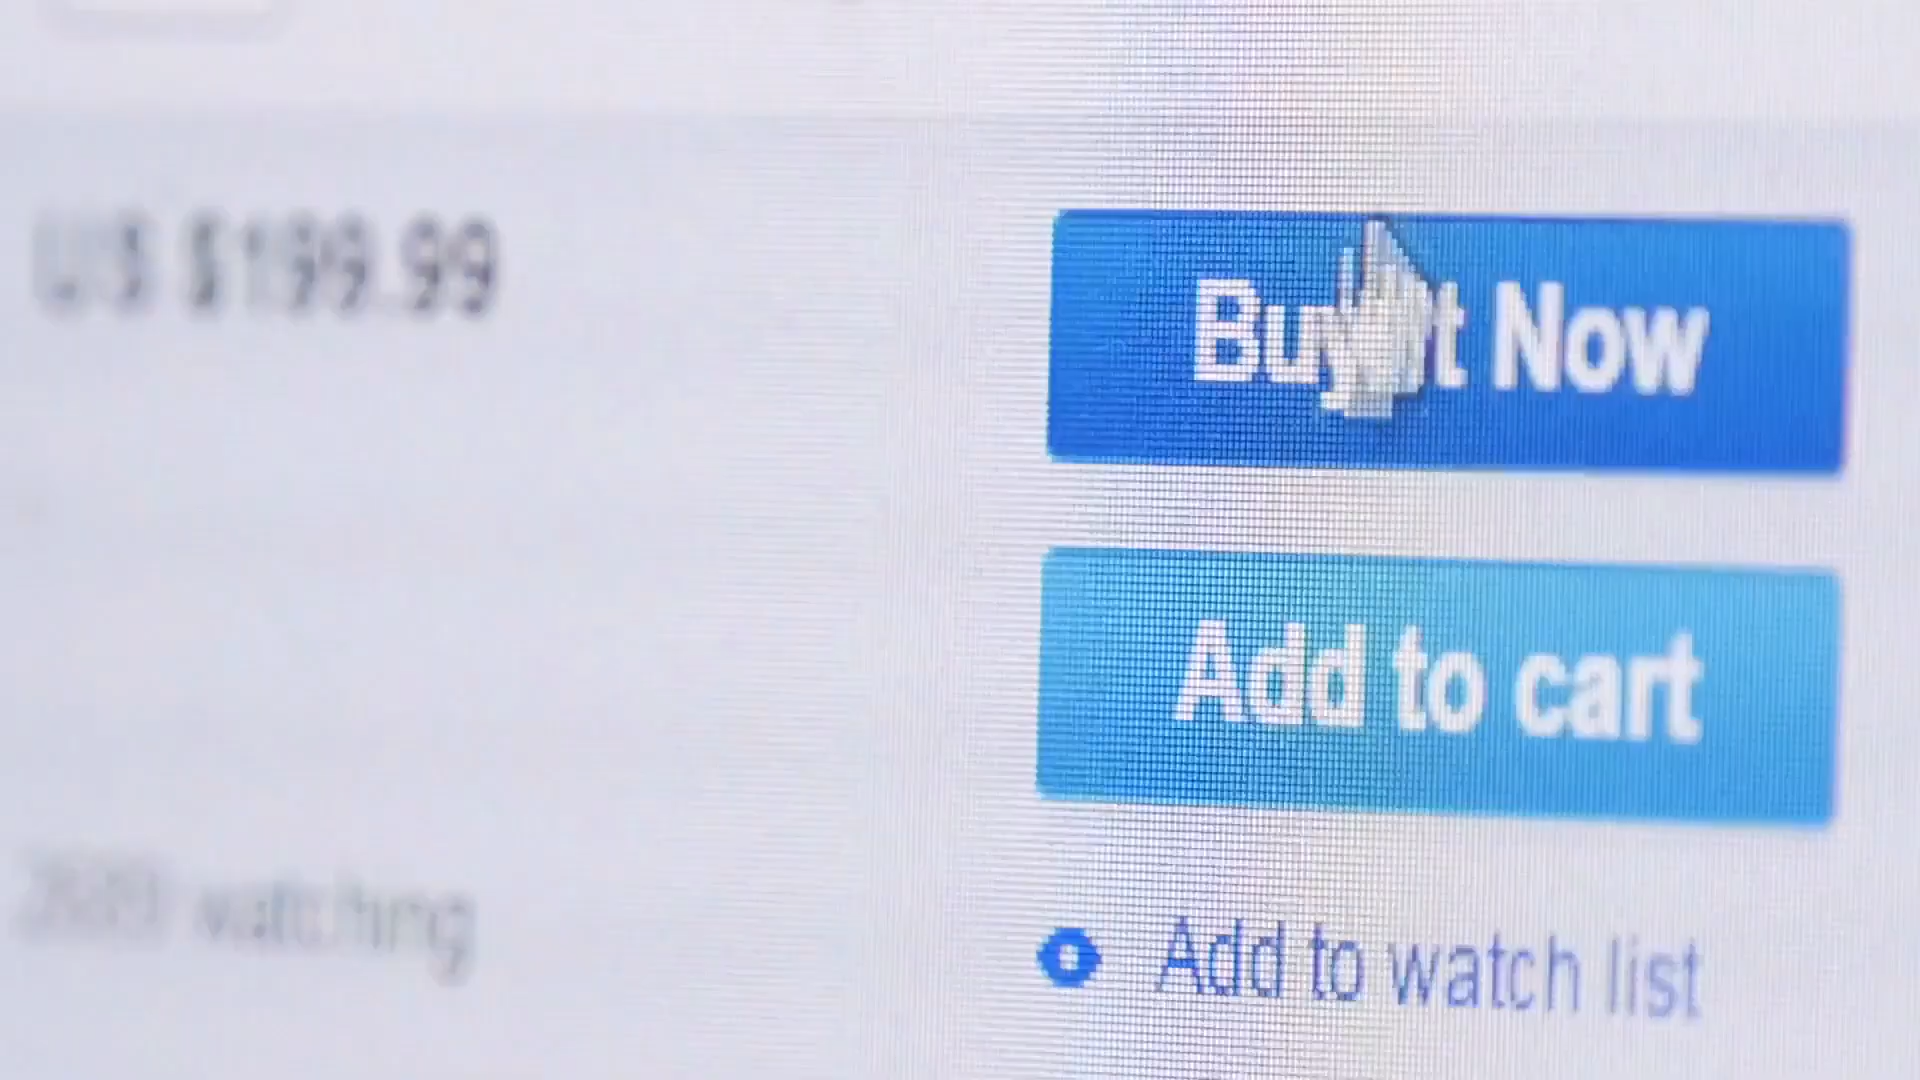 US $199.99
Buy It Now
Add to cart
watching
Add to watch list